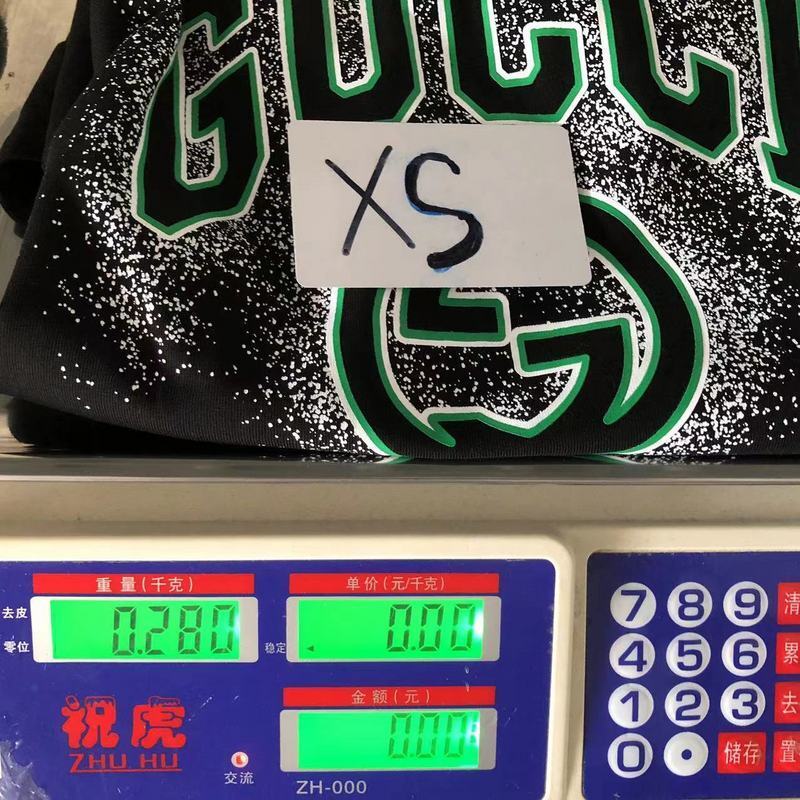 GUCCI
XS
重量(千克)
单价(元/千克)
去皮
零位
0.280
稳定
0.00
金额(元)
0.00
祝虎
ZHU HU
交流
ZH-000
7 8 9 清
4 5 6 累
1 2 3 去
0 . 储存 置